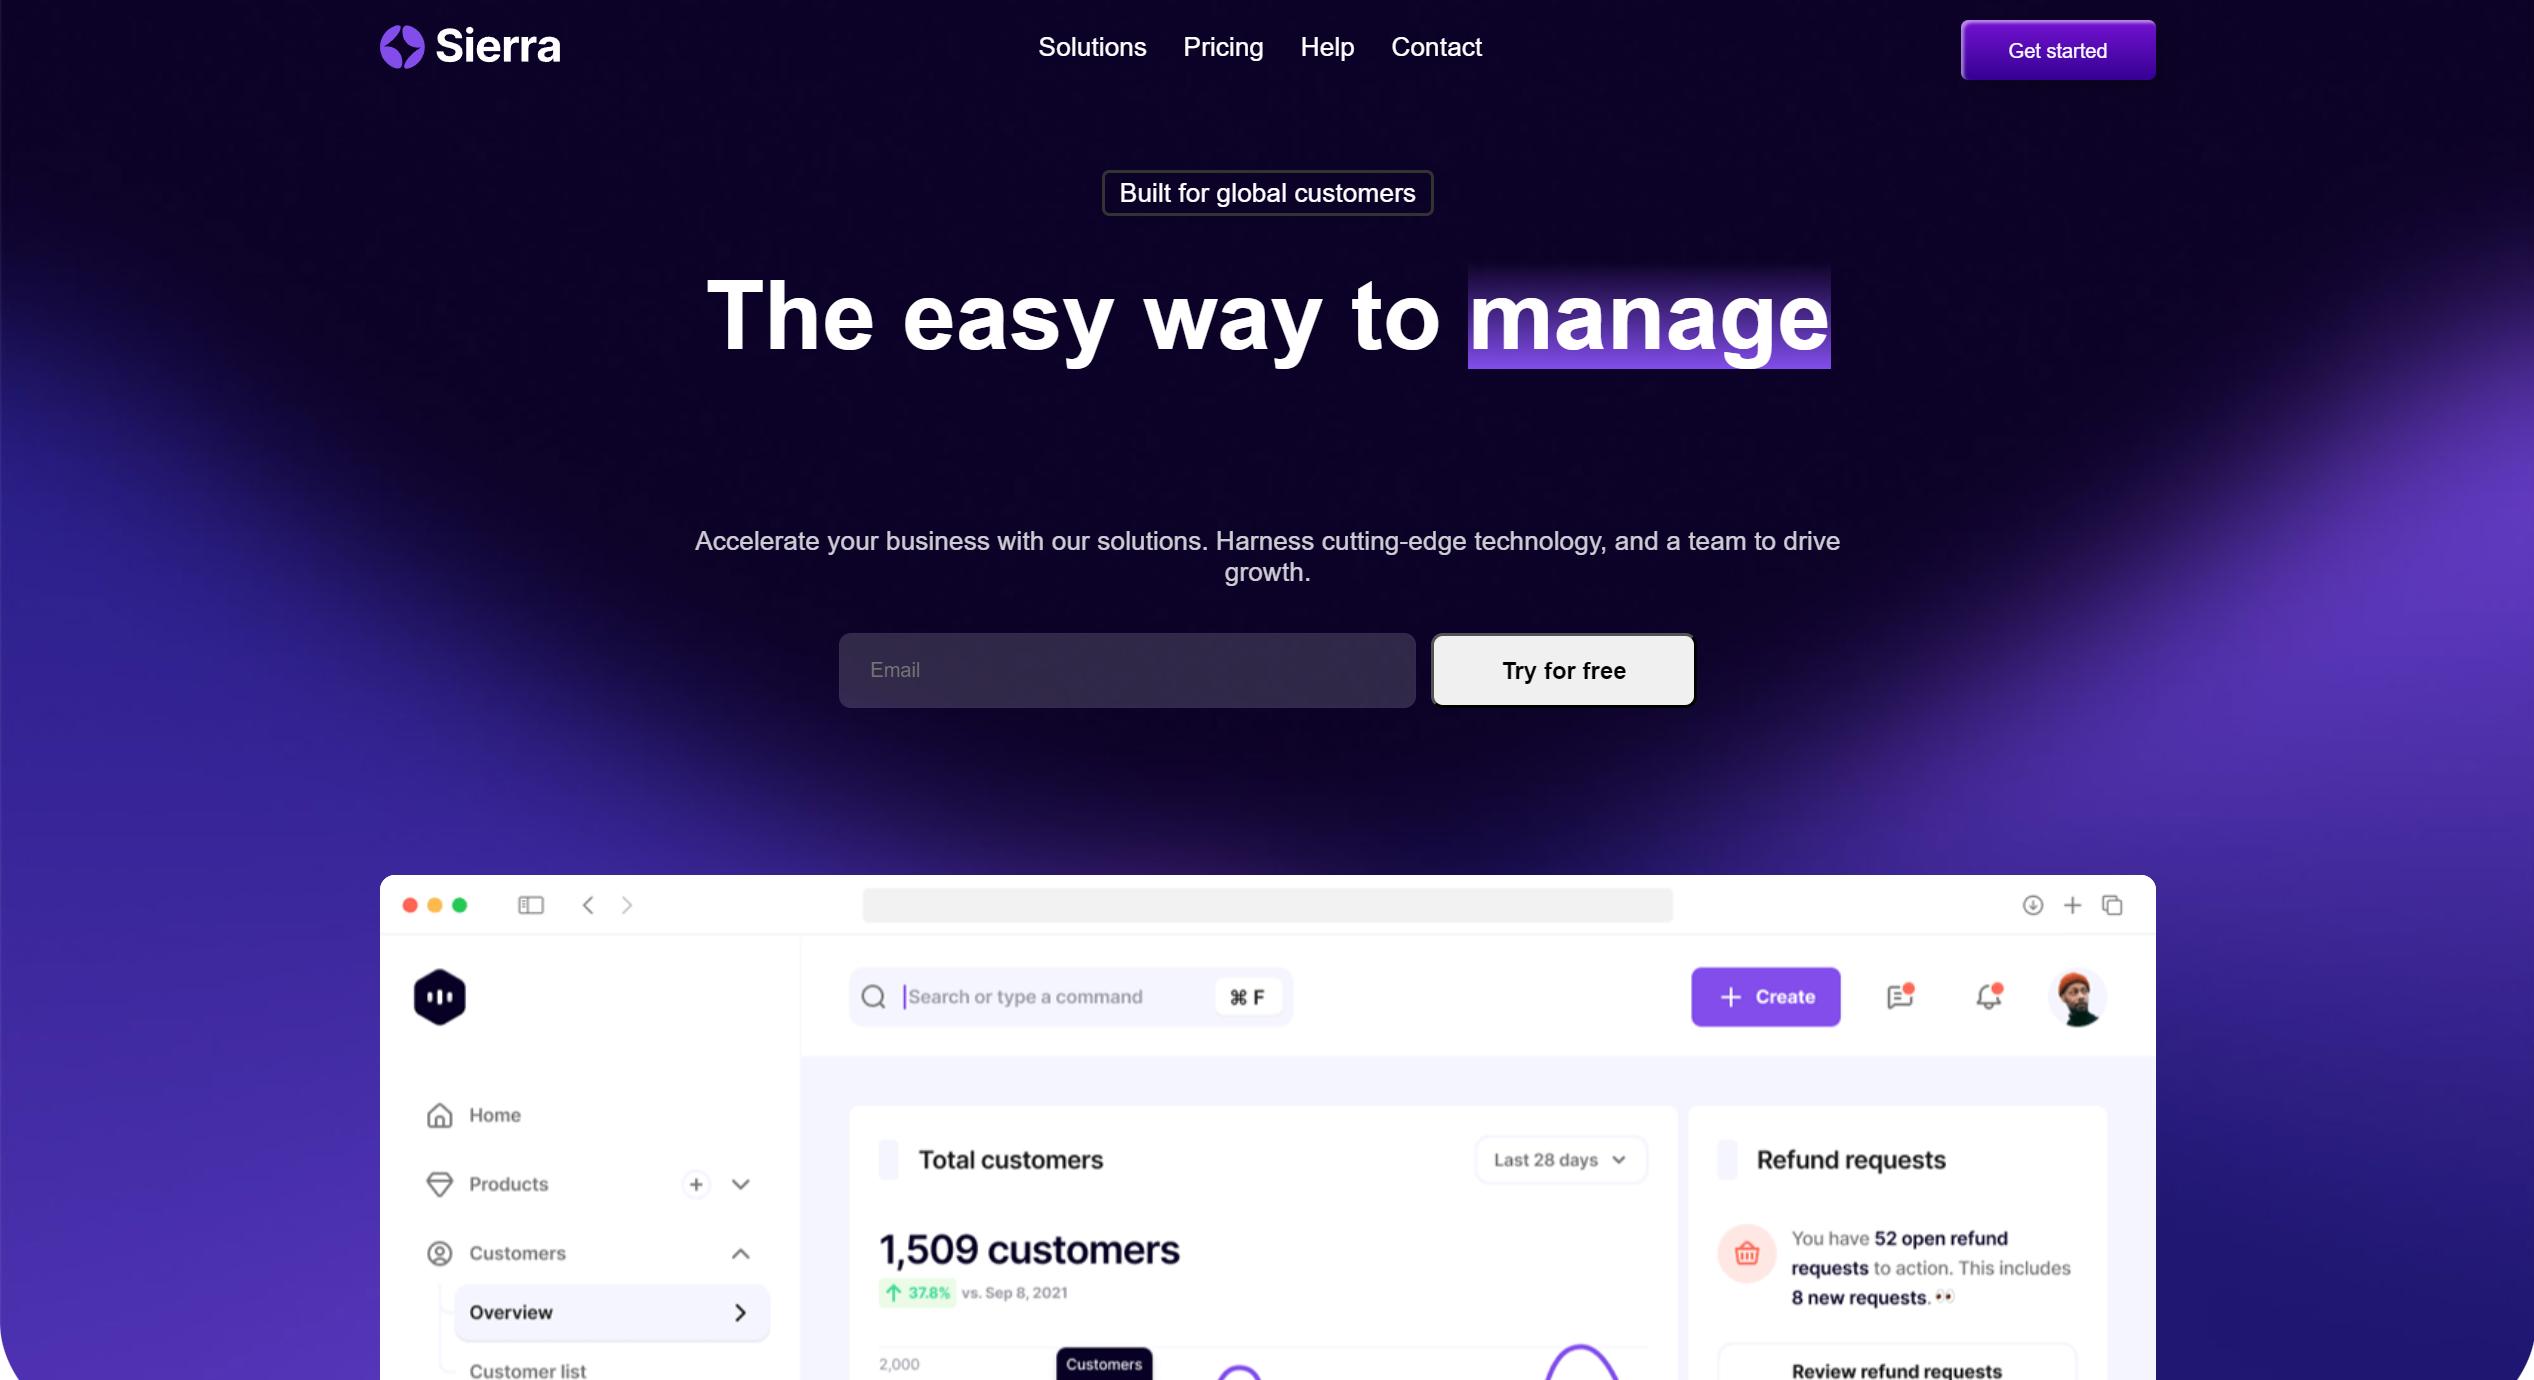 Sierra
Solutions Pricing Help Contact
Get started
Built for global customers
The easy way to manage
Accelerate your business with our solutions. Harness cutting-edge technology, and a team to drive
growth.
Email
Try for free
Search or type a command
⌘ F
+ Create
Home
Products
Customers
Overview
Customer list
Total customers
Last 28 days
1,509 customers
37.8% vs. Sep 8, 2021
2,000
Customers
Refund requests
You have 52 open refund
requests to action. This includes
8 new requests. 👀
Review refund requests